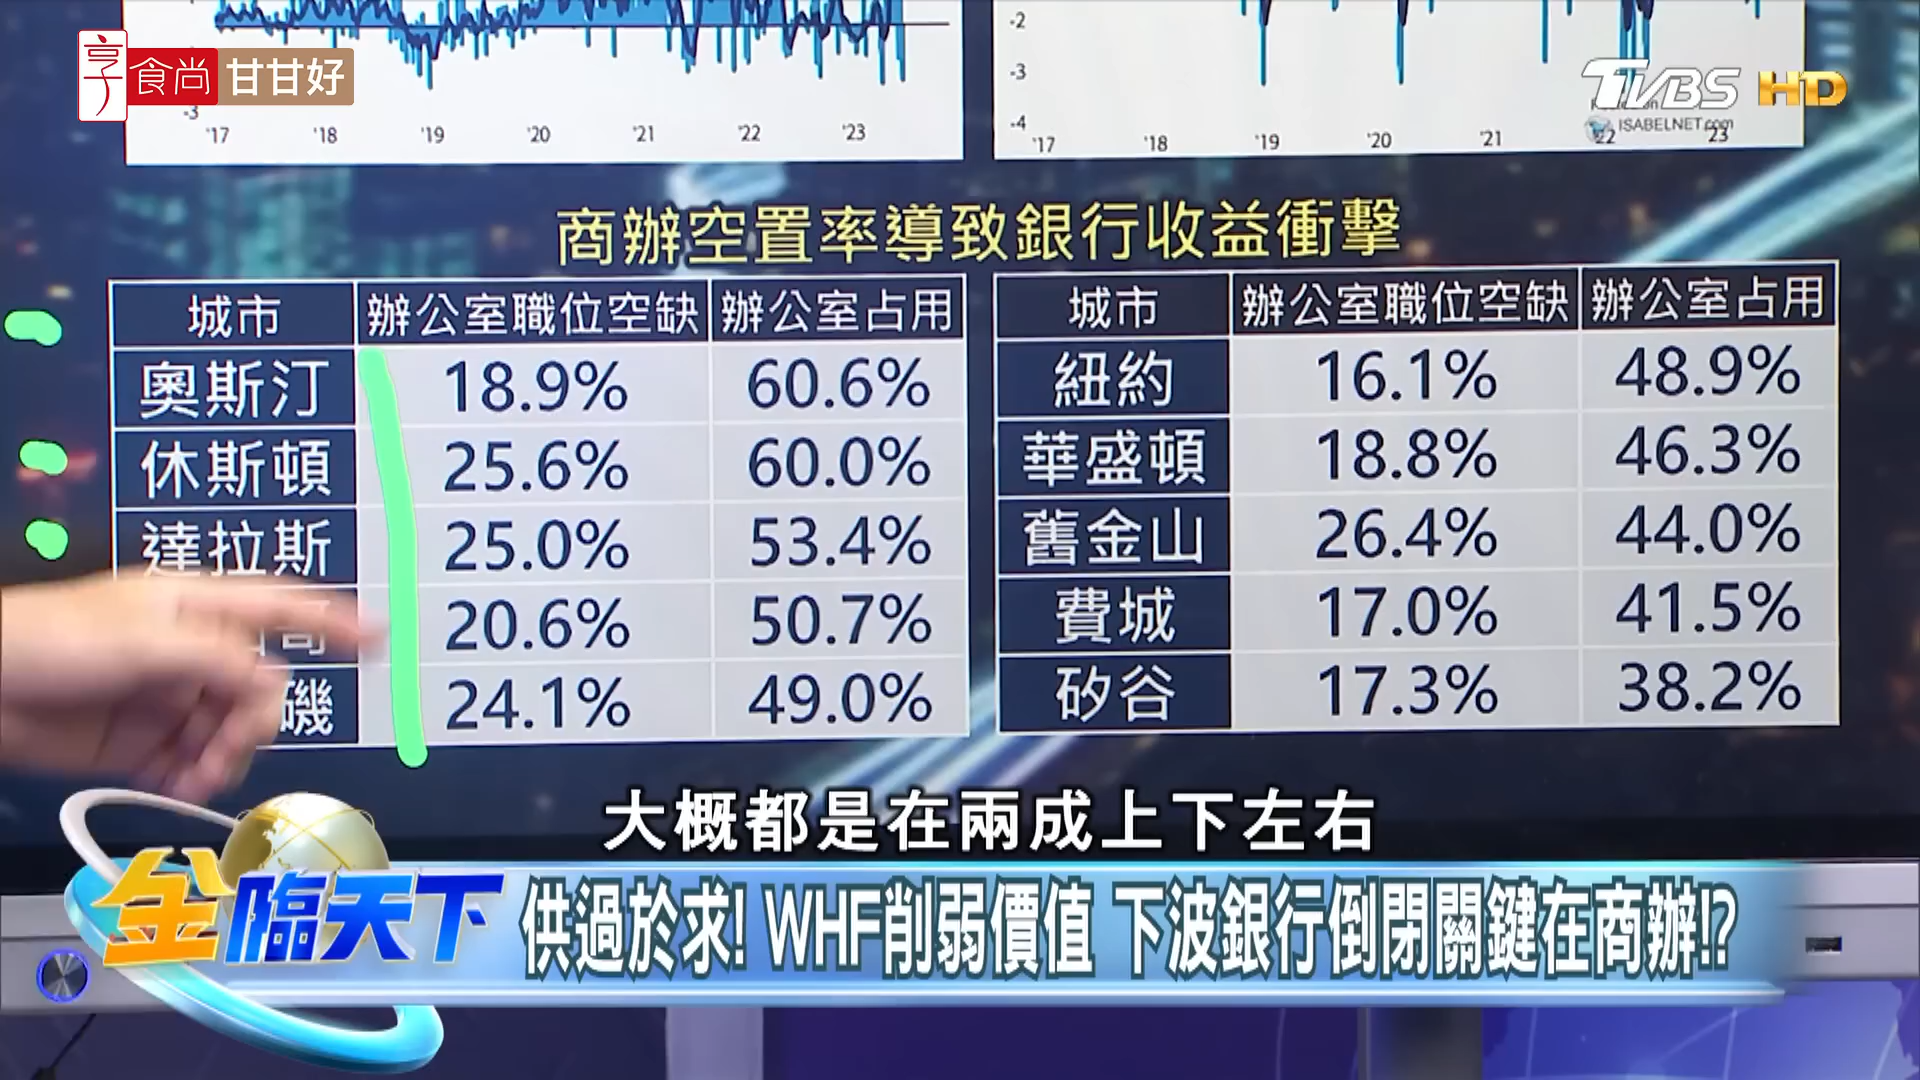 享食尚 甘甘好
TVBS HD
-3
'17 '18 '19 '20 '21 '22 '23
-2
-3
-4
ISABELNET.com
'17 '18 '19 '20 '21 '22 '23
商辦空置率導致銀行收益衝擊
城市 辦公室職位空缺 辦公室占用
奧斯汀 18.9% 60.6%
休斯頓 25.6% 60.0%
達拉斯 25.0% 53.4%
哥 20.6% 50.7%
磯 24.1% 49.0%
城市 辦公室職位空缺 辦公室占用
紐約 16.1% 48.9%
華盛頓 18.8% 46.3%
舊金山 26.4% 44.0%
費城 17.0% 41.5%
矽谷 17.3% 38.2%
大概都是在兩成上下左右
金臨天下
供過於求! WHF削弱價值 下波銀行倒閉關鍵在商辦!?